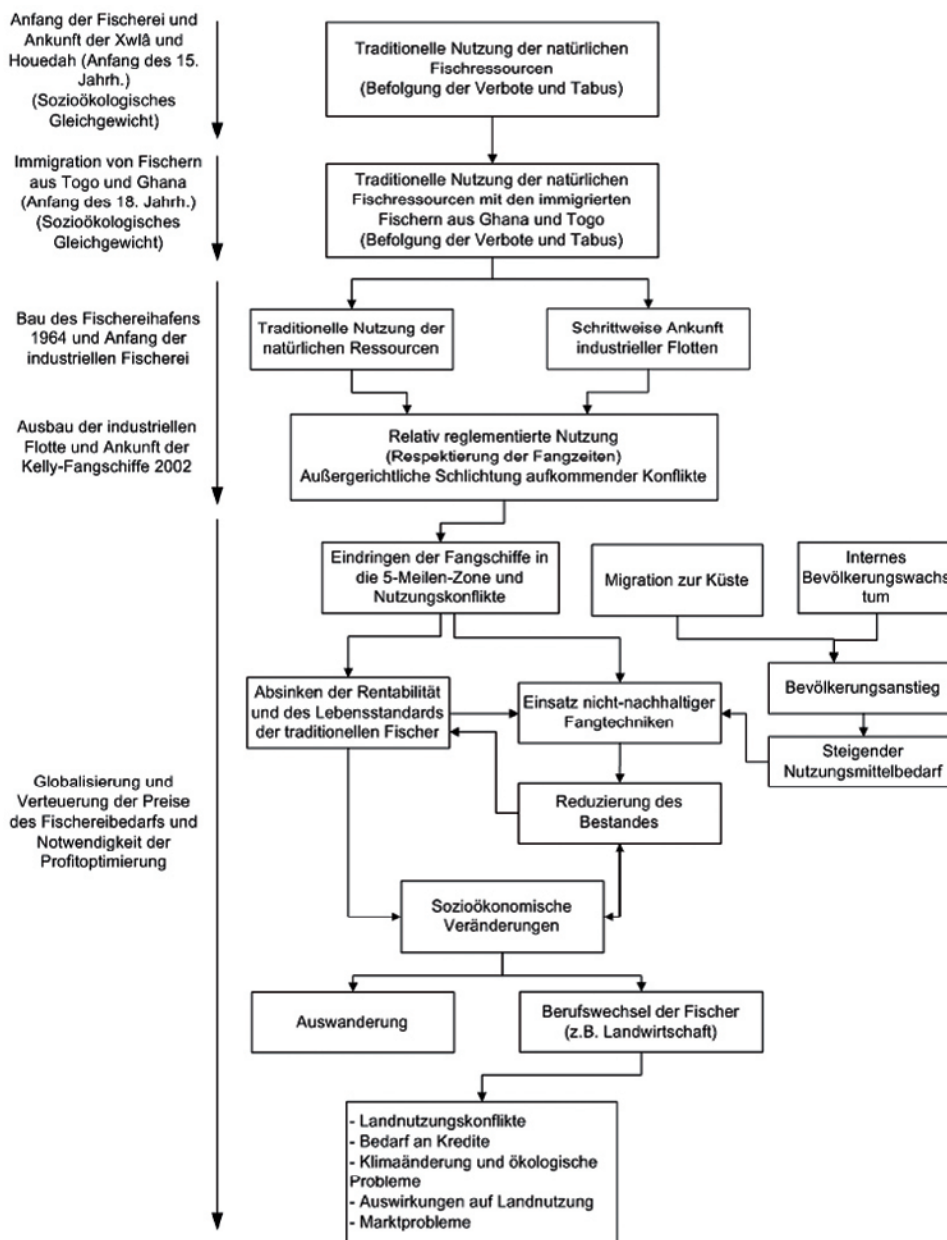 Anfang der Fischerei und
Ankunft der Xwlâ und
Houedah (Anfang des 15.
Jahrh.)
(Sozioökologisches
Gleichgewicht)
Traditionelle Nutzung der natürlichen
Fischressourcen
(Befolgung der Verbote und Tabus)
Immigration von Fischern
aus Togo und Ghana
(Anfang des 18. Jahrh.)
(Sozioökologisches
Gleichgewicht)
Traditionelle Nutzung der natürlichen
Fischressourcen mit den immigrierten
Fischern aus Ghana und Togo
(Befolgung der Verbote und Tabus)
Bau des Fischereihafens
1964 und Anfang der
industriellen Fischerei
Traditionelle Nutzung der
natürlichen Ressourcen
Schrittweise Ankunft
industrieller Flotten
Ausbau der industriellen
Flotte und Ankunft der
Kelly-Fangschiffe 2002
Relativ reglementierte Nutzung
(Respektierung der Fangzeiten)
Außergerichtliche Schlichtung aufkommender Konflikte
Eindringen der Fangschiffe in
die 5-Meilen-Zone und
Nutzungskonflikte
Migration zur Küste
Internes
Bevölkerungswachs
tum
Absinken der Rentabilität
und des Lebensstandards
der traditionellen Fischer
Einsatz nicht-nachhaltiger
Fangtechniken
Bevölkerungsanstieg
Steigender
Nutzungsmittelbedarf
Globalisierung und
Verteuerung der Preise
des Fischereibedarfs und
Notwendigkeit der
Profitoptimierung
Reduzierung des
Bestandes
Sozioökonomische
Veränderungen
Auswanderung
Berufswechsel der Fischer
(z.B. Landwirtschaft)
- Landnutzungskonflikte
- Bedarf an Kredite
- Klimaänderung und ökologische
Probleme
- Auswirkungen auf Landnutzung
- Marktprobleme